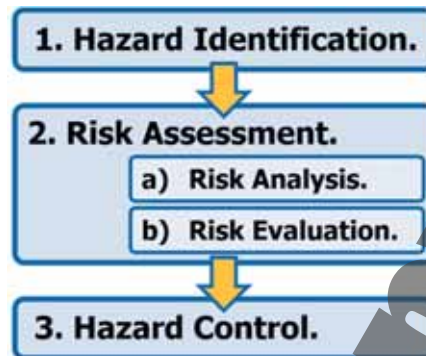 1. Hazard Identification.
2. Risk Assessment.
a) Risk Analysis.
b) Risk Evaluation.
3. Hazard Control.